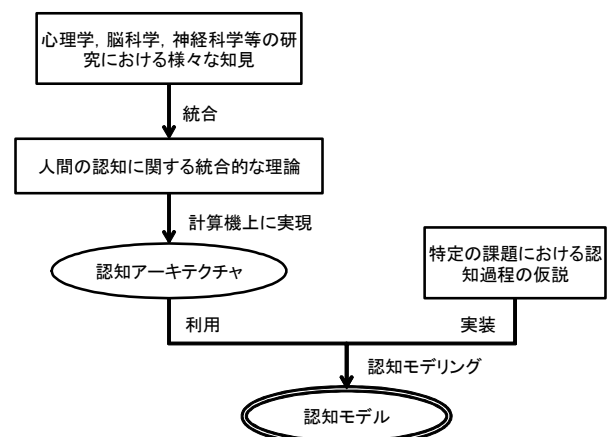 心理学，脳科学，神経科学等の研
究における様々な知見
統合
人間の認知に関する統合的な理論
計算機上に実現
認知アーキテクチャ
特定の課題における認
知過程の仮説
利用
実装
認知モデリング
認知モデル